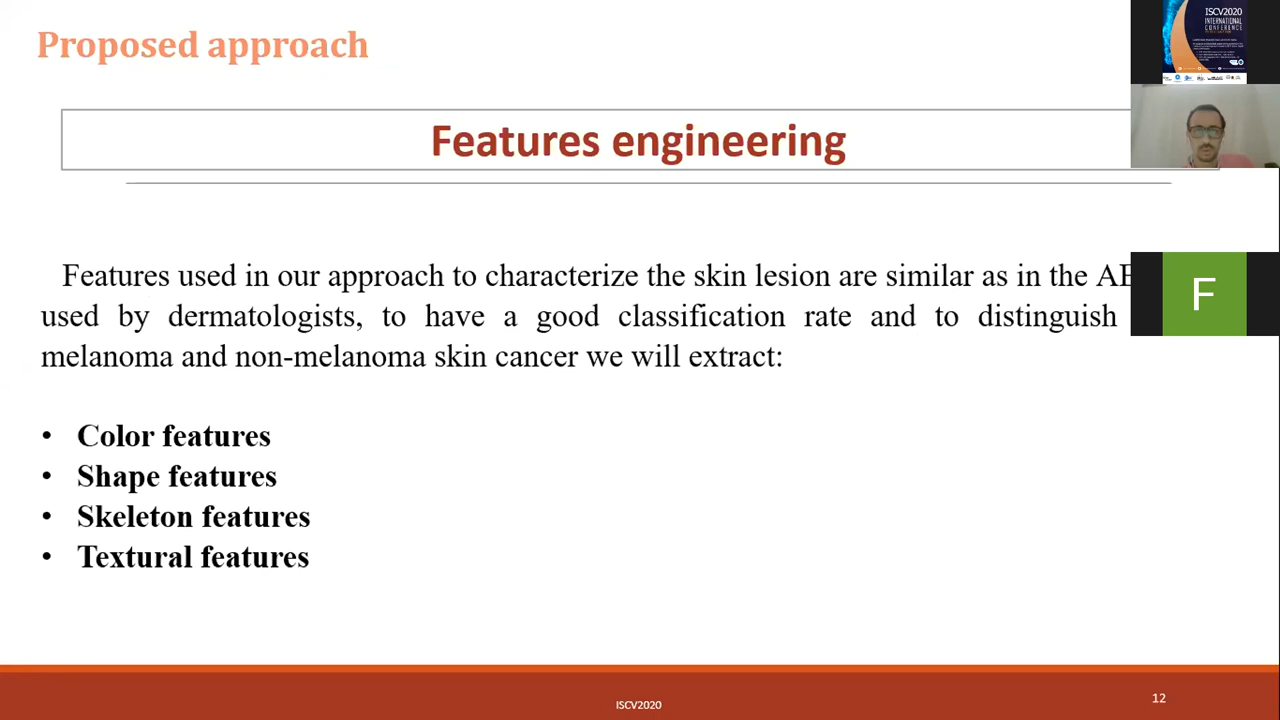 Proposed approach
ISCV2020
INTERNATIONAL
CONFERENCE
Features engineering
Features used in our approach to characterize the skin lesion are similar as in the
used by dermatologists, to have a good classification rate and to distinguish
melanoma and non-melanoma skin cancer we will extract:
F
• Color features
• Shape features
• Skeleton features
• Textural features
ISCV2020
12